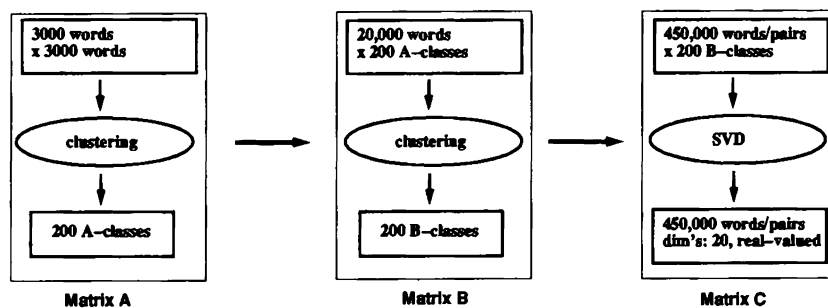 3000 words
x 3000 words
clustering
200 A-classes
Matrix A
20,000 words
x 200 A-classes
clustering
200 B-classes
Matrix B
450,000 words/pairs
x 200 B-classes
SVD
450,000 words/pairs
dim's: 20, real-valued
Matrix C